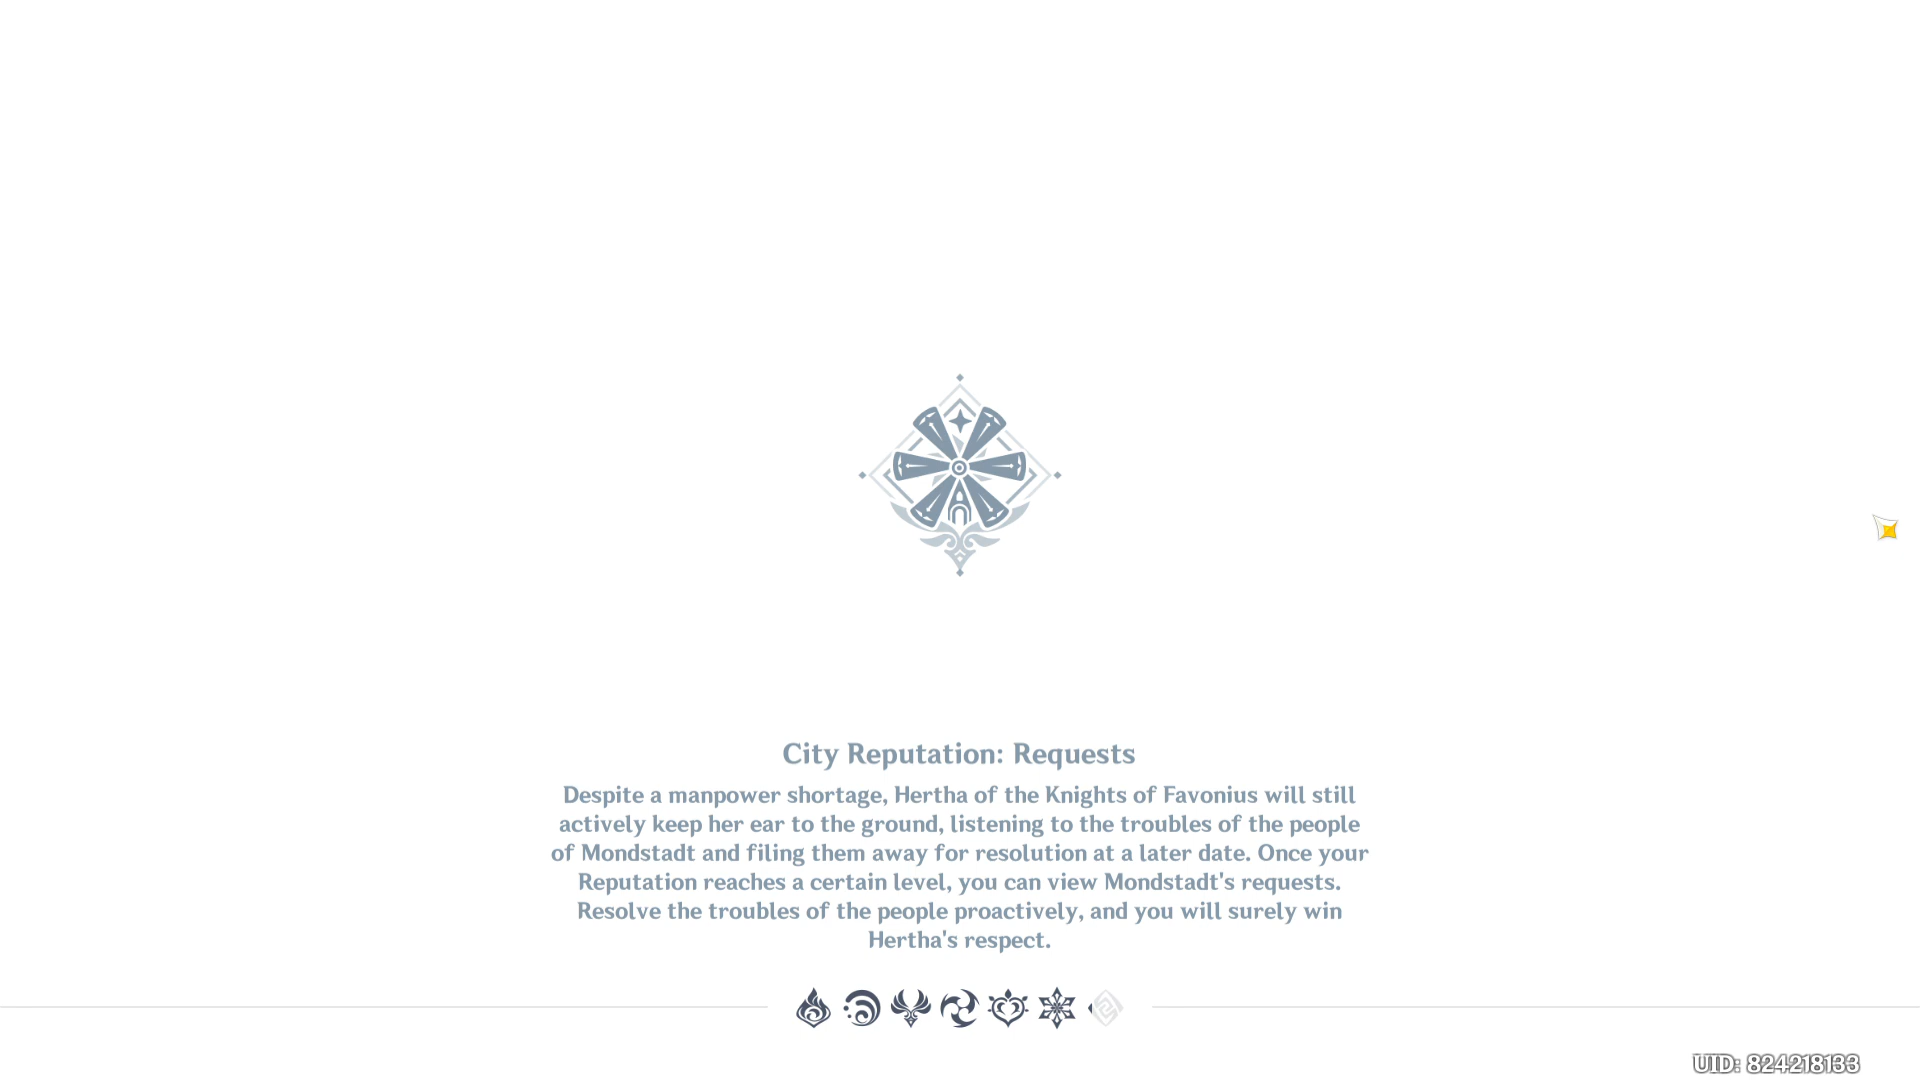 City Reputation: Requests
Despite a manpower shortage, Hertha of the Knights of Favonius will still
actively keep her ear to the ground, listening to the troubles of the people
of Mondstadt and filing them away for resolution at a later date. Once your
Reputation reaches a certain level, you can view Mondstadt's requests.
Resolve the troubles of the people proactively, and you will surely win
Hertha's respect.
UID: 824218133